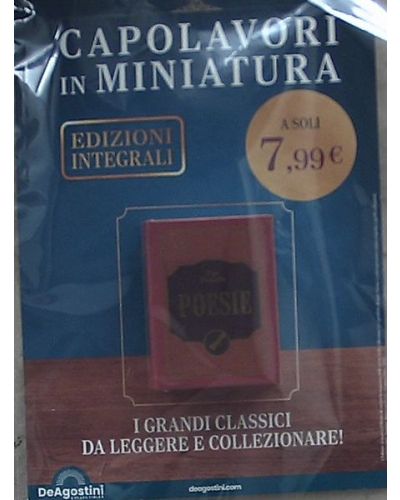 CAPOLAVORI
IN MINIATURA
EDIZIONI
INTEGRALI
A SOLI
7,99 €
POESIE
I GRANDI CLASSICI
DA LEGGERE E COLLEZIONARE!
DeAgostini
deagostini.com